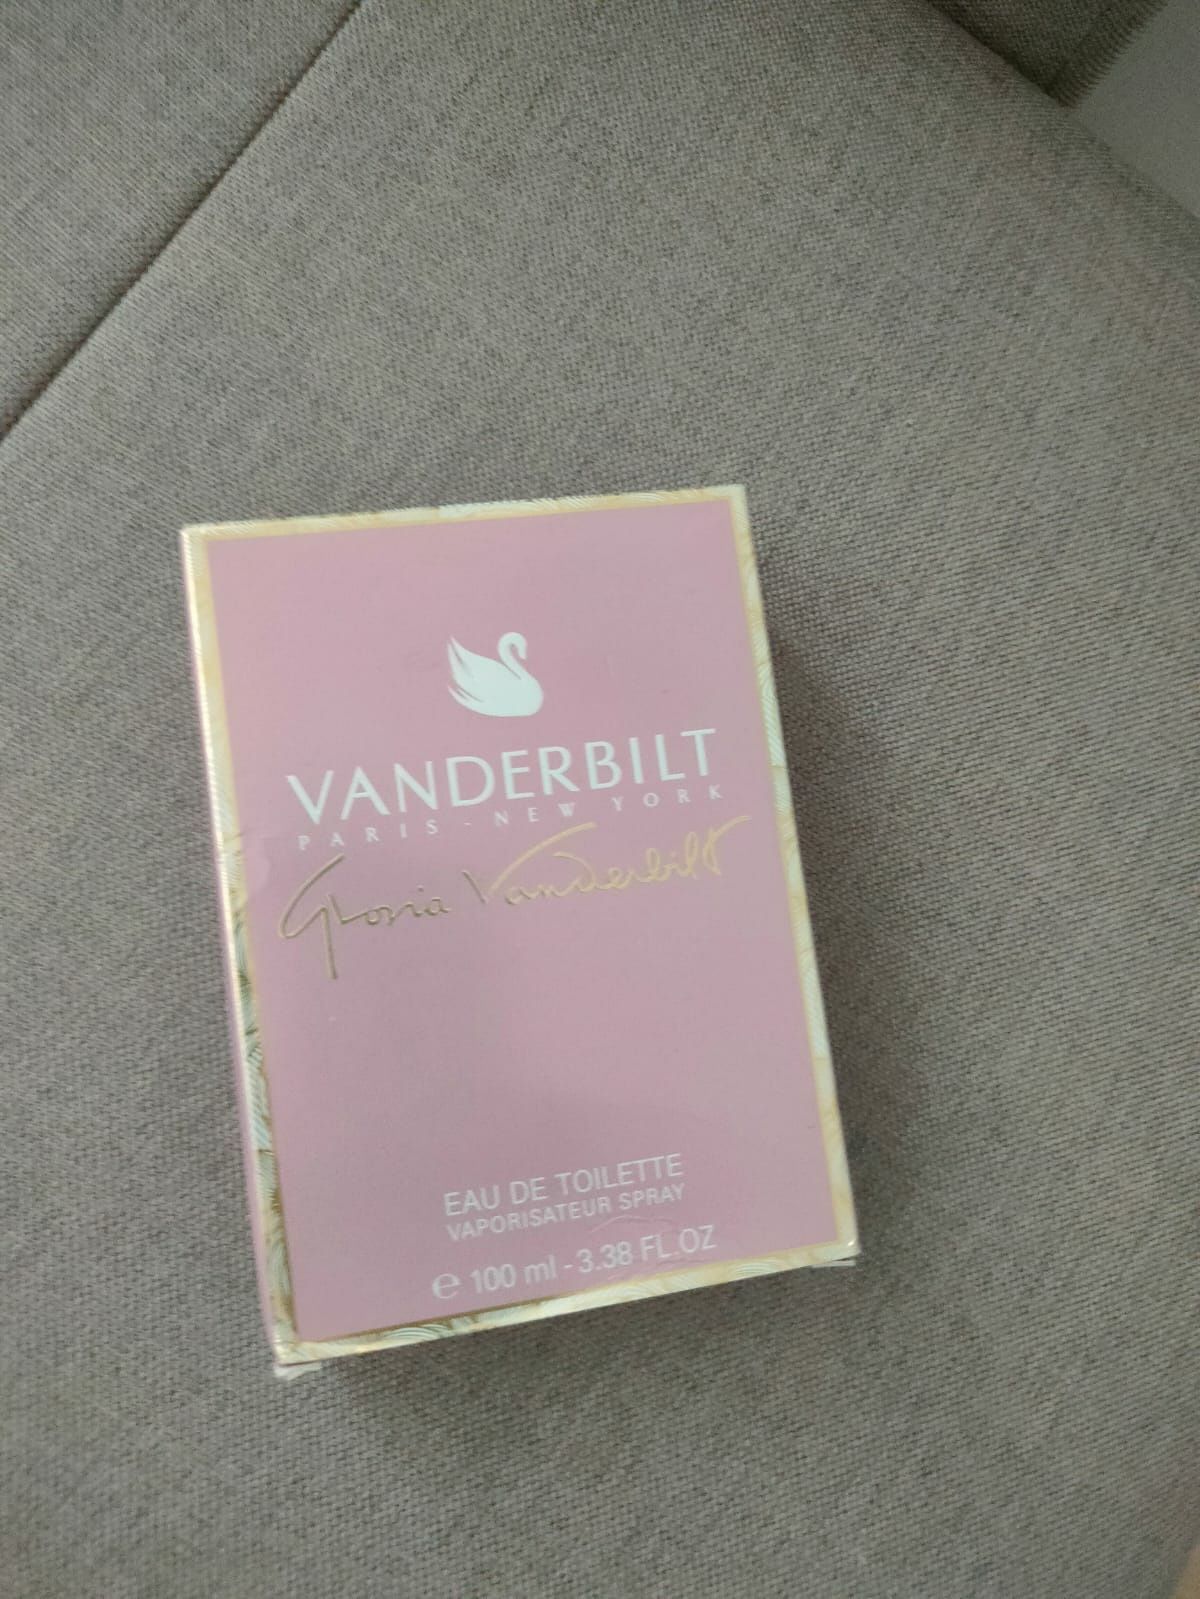 VANDERBILT
PARIS - NEW YORK
Gloria Vanderbilt
EAU DE TOILETTE
VAPORISATEUR SPRAY
℮ 100 ml - 3.38 FL.OZ